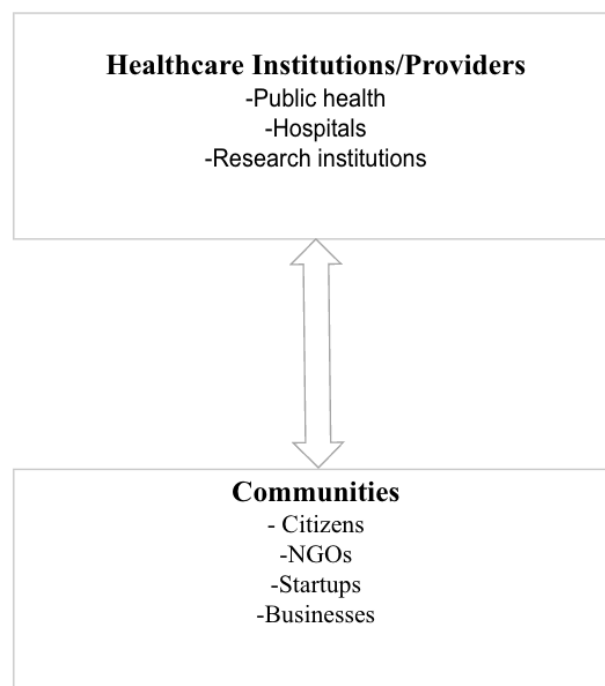 Healthcare Institutions/Providers
-Public health
-Hospitals
-Research institutions
Communities
- Citizens
-NGOs
-Startups
-Businesses